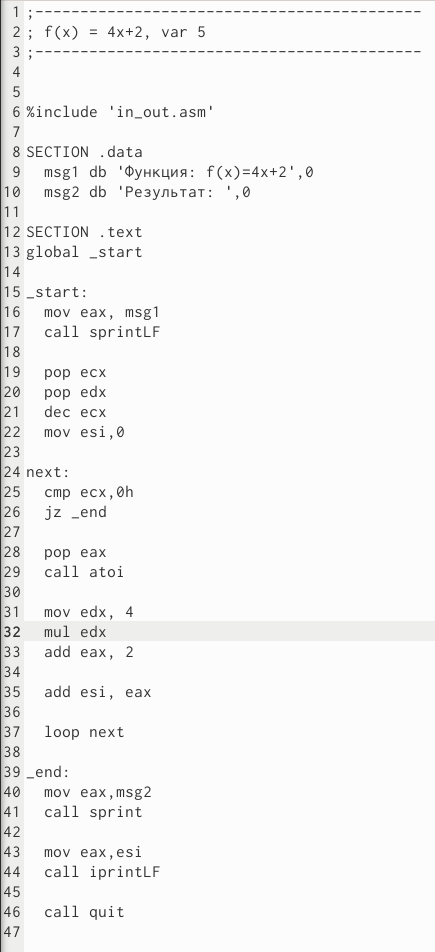 1 ;-------------------------------------------
2 ; f(x) = 4x+2, var 5
3 ;-------------------------------------------
4
5
6 %include 'in_out.asm'
7
8 SECTION .data
9   msg1 db 'Функция: f(x)=4x+2',0
10   msg2 db 'Результат: ',0
11
12 SECTION .text
13 global _start
14
15 _start:
16   mov eax, msg1
17   call sprintLF
18
19   pop ecx
20   pop edx
21   dec ecx
22   mov esi,0
23
24 next:
25   cmp ecx,0h
26   jz _end
27
28   pop eax
29   call atoi
30
31   mov edx, 4
32   mul edx
33   add eax, 2
34
35   add esi, eax
36
37   loop next
38
39 _end:
40   mov eax,msg2
41   call sprint
42
43   mov eax,esi
44   call iprintLF
45
46   call quit
47